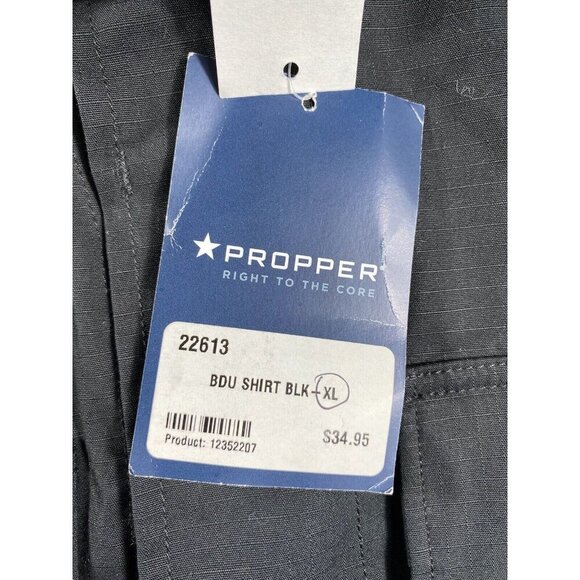 PROPPER
RIGHT TO THE CORE
22613
BDU SHIRT BLK-XL
Product: 12352207
$34.95